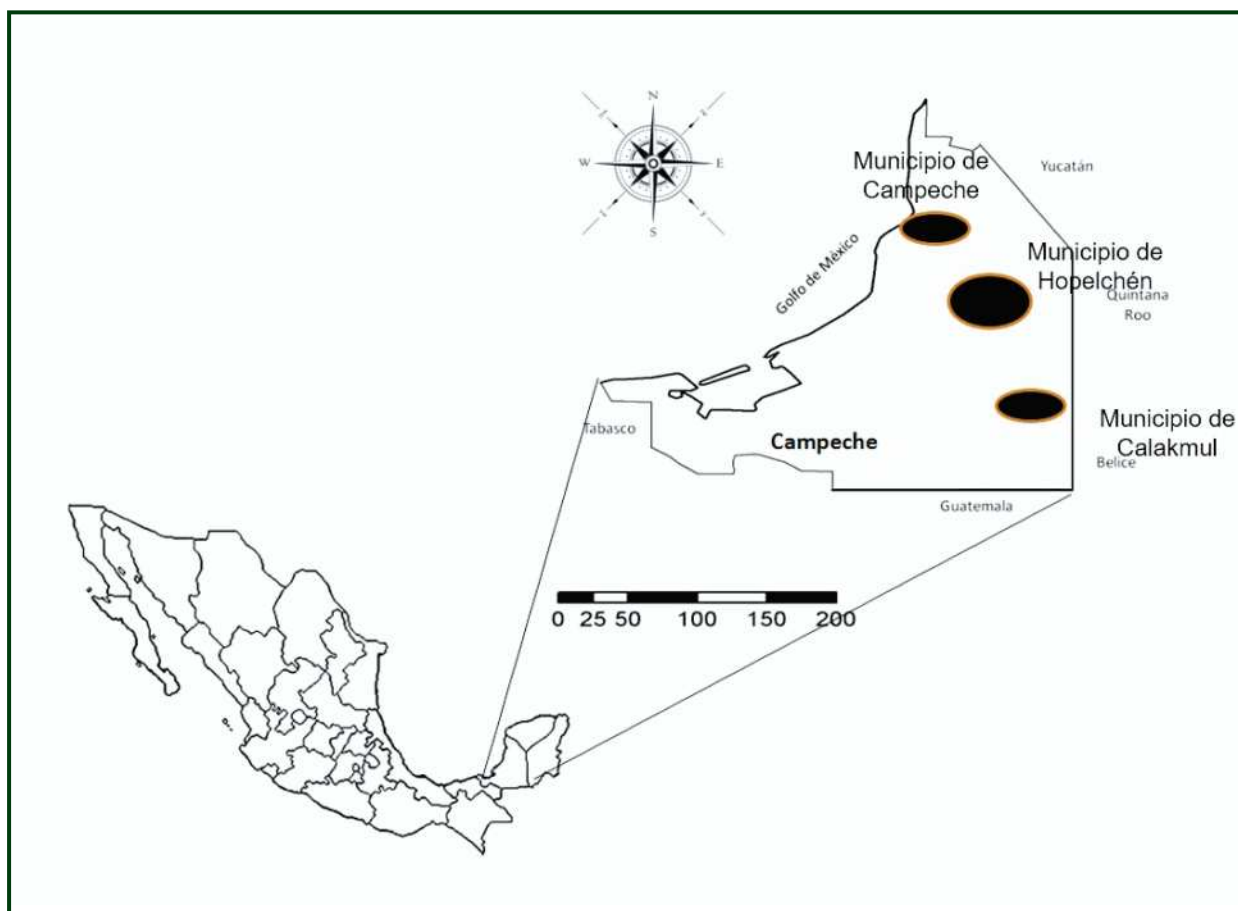 N
W
E
S
Municipio de
Campeche
Yucatán
Golfo de México
Municipio de
Hopelchén
Quintana
Roo
Tabasco
Campeche
Municipio de
Calakmul
Belice
Guatemala
0 25 50 100 150 200